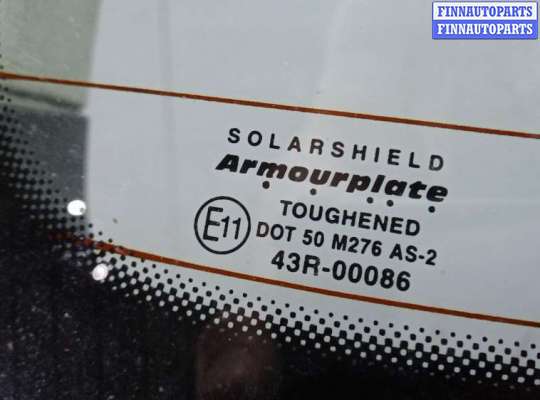 FINNAUTOPARTS
FINNAUTOPARTS
SOLARSHIELD
Armourplate
TOUGHENED
E11 DOT 50 M276 AS-2
43R-00086